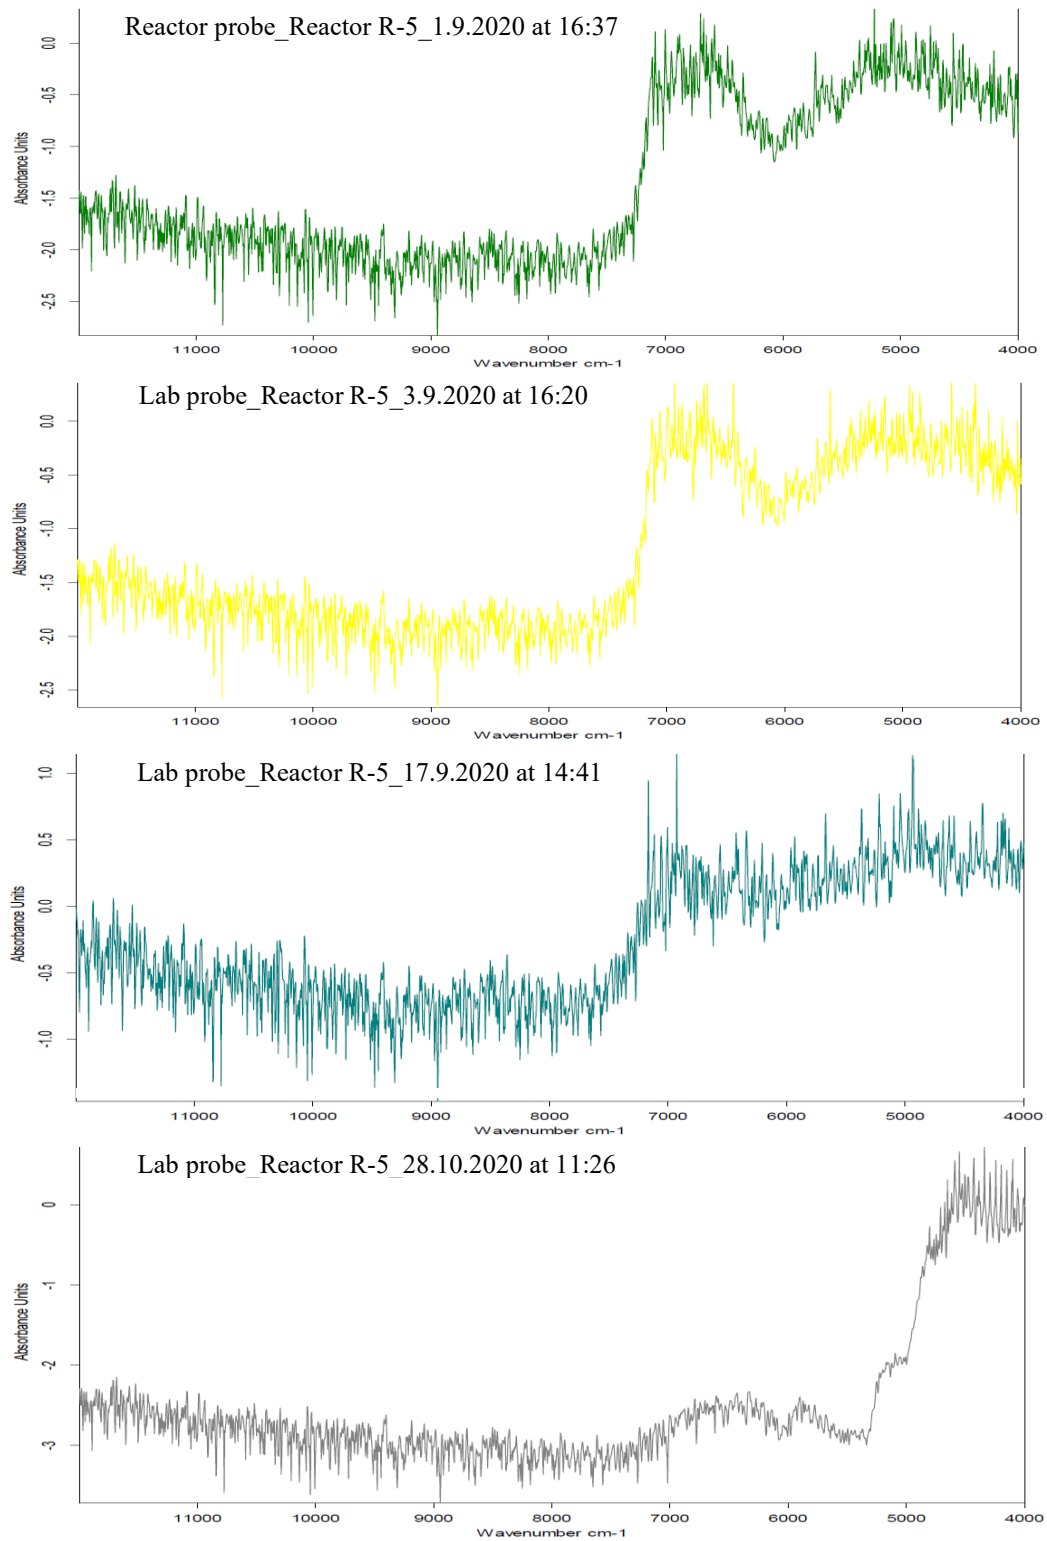 Reactor probe_Reactor R-5_1.9.2020 at 16:37
Absorbance Units
0.0
-0.5
-1.0
-1.5
2.0
-2.5
11000 10000 9000 8000 7000 6000 5000 4000
Wavenumber cm-1
Lab probe_Reactor R-5_3.9.2020 at 16:20
Absorbance Units
0.0
-0.5
-1.0
-1.5
-2.0
-2.5
11000 10000 9000 8000 7000 6000 5000 4000
Wavenumber cm-1
Lab probe_Reactor R-5_17.9.2020 at 14:41
Absorbance Units
1.0
0.5
0.0
-0.5
-1.0
11000 10000 9000 8000 7000 6000 5000 4000
Wavenumber cm-1
Lab probe_Reactor R-5_28.10.2020 at 11:26
Absorbance Units
0
-1
-2
-3
11000 10000 9000 8000 7000 6000 5000 4000
Wavenumber cm-1